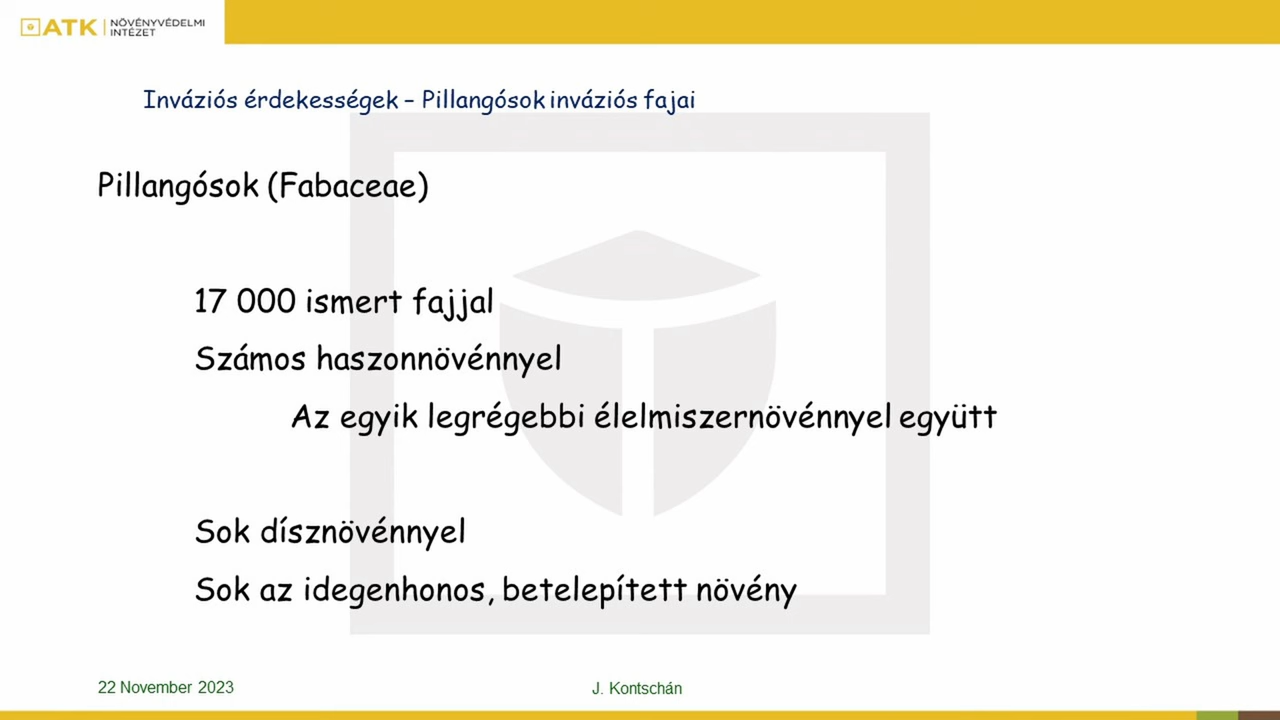 ATK NÖVÉNYVÉDELMI
INTÉZET
Inváziós érdekességek – Pillangósok inváziós fajai
Pillangósok (Fabaceae)
17 000 ismert fajjal
Számos haszonnövénnyel
Az egyik legrégebbi élelmiszernövénnyel együtt
Sok dísznövénnyel
Sok az idegenhonos, betelepített növény
22 November 2023
J. Kontschán